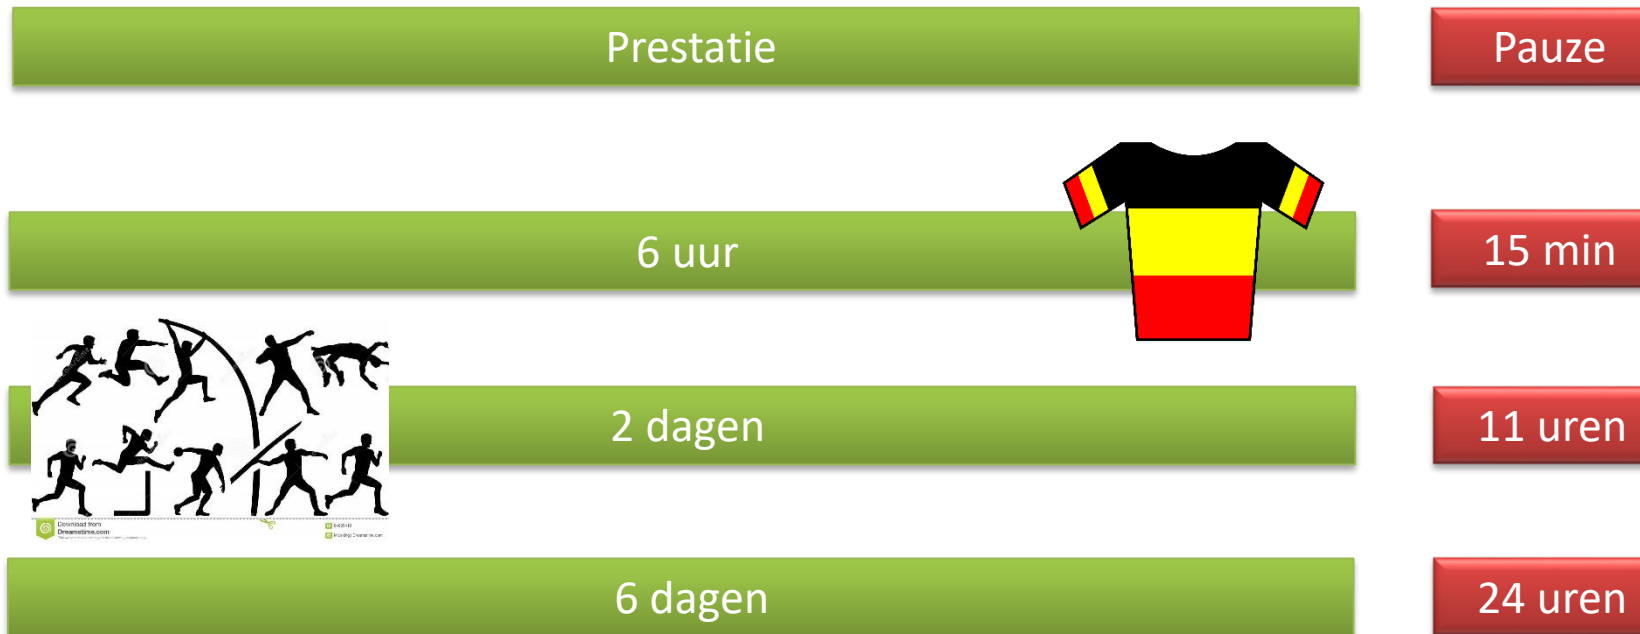 Prestatie
Pauze
6 uur
15 min
2 dagen
11 uren
Download from
Dreamstime.com
6 dagen
24 uren